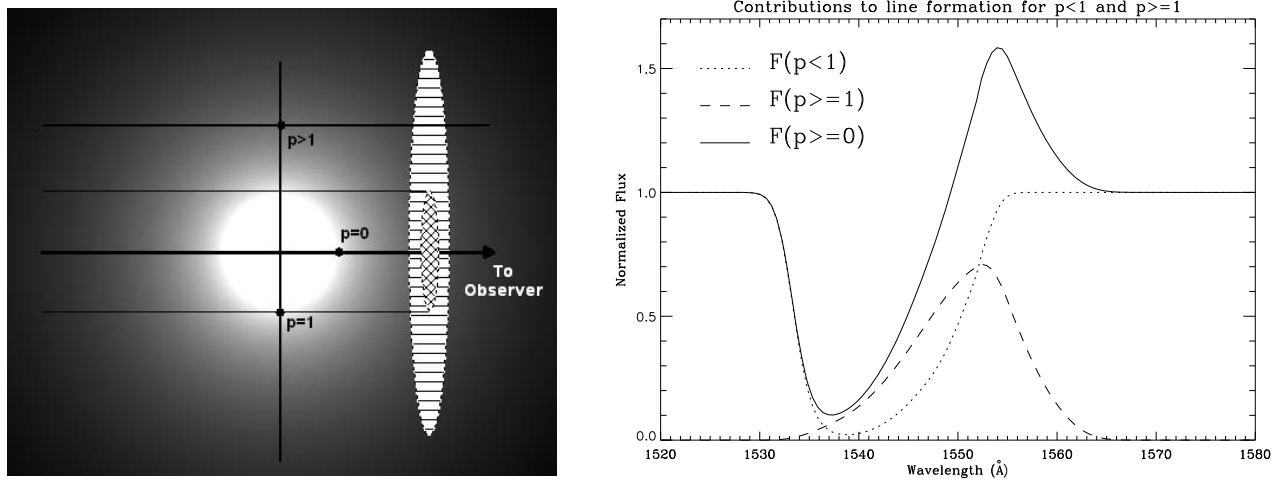 p>1
p=0
To
Observer
p=1
Contributions to line formation for p<1 and p>=1
F(p<1)
F(p>=1)
F(p>=0)
Normalized Flux
1.5
1.0
0.5
0.0
1520 1530 1540 1550 1560 1570 1580
Wavelength (Å)